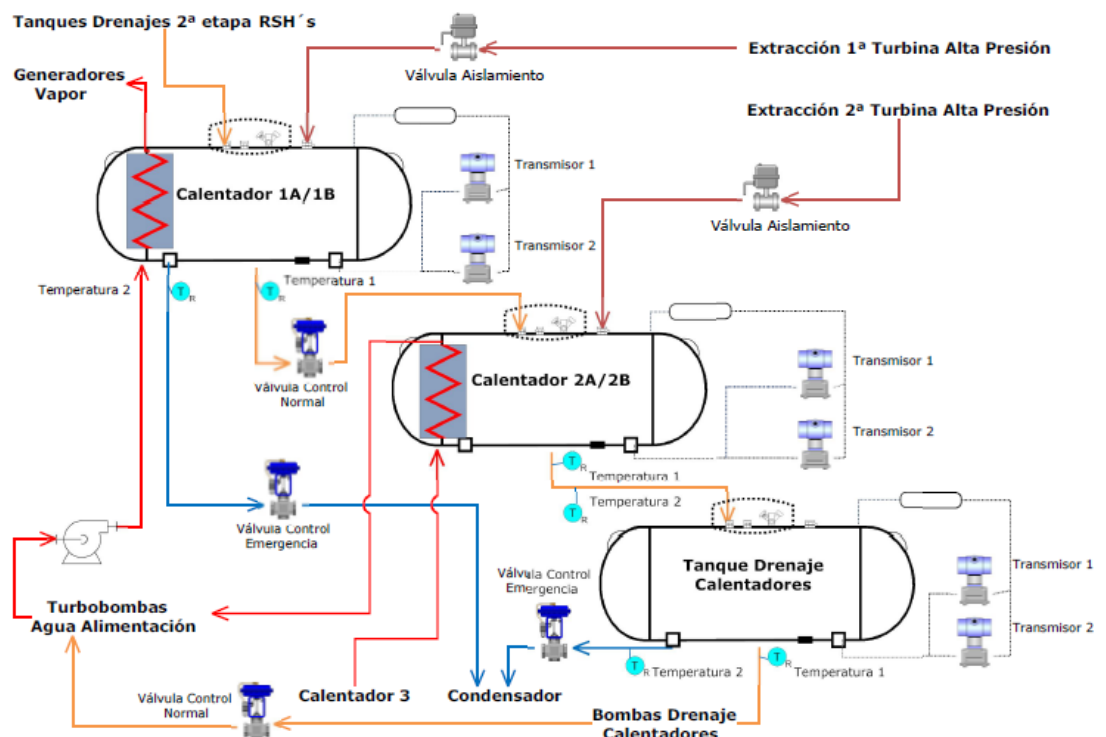 Tanques Drenajes 2ª etapa RSH´s
Extracción 1ª Turbina Alta Presión
Válvula Aislamiento
Generadores
Vapor
Extracción 2ª Turbina Alta Presión
Transmisor 1
Calentador 1A/1B
Válvula Aislamiento
Transmisor 2
Temperatura 2
Temperatura 1
T
R
T
R
Transmisor 1
Calentador 2A/2B
Válvula Control
Normal
Transmisor 2
T
R
Temperatura 1
Temperatura 2
T
R
Válvula Control
Emergencia
Tanque Drenaje
Calentadores
Transmisor 1
Válvula Control
Emergencia
Turbobombas
Agua Alimentación
Transmisor 2
T
R
Temperatura 2
T
R
Temperatura 1
Válvula Control
Normal
Calentador 3
Condensador
Bombas Drenaje
Calentadores